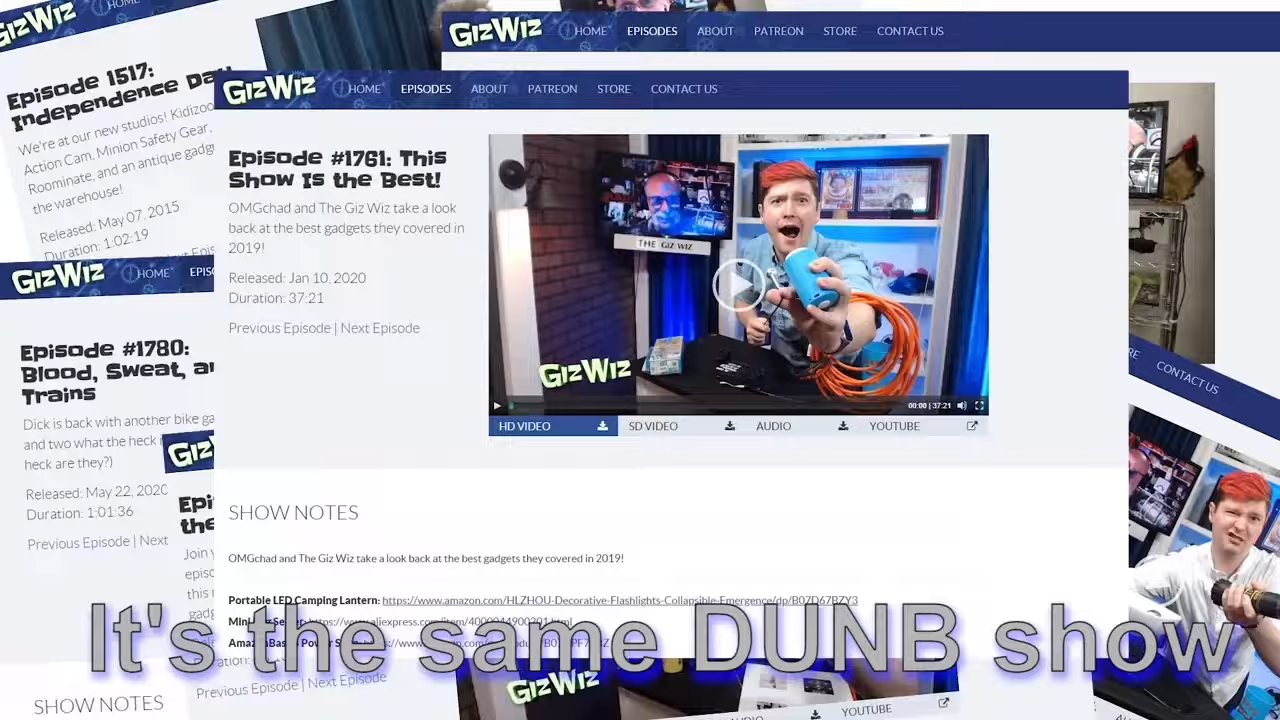 GizWiz
HOME
EPISODES
ABOUT
PATREON
STORE
CONTACT US
HOME
Episode 1517:
Independence Day
We're at our new studios! Kidizoo
Action Cam, Minion Safety Gear,
Roominate, and an antique gadg
the warehouse!
Released: May 07, 2015
Duration: 1:02:19
GizWiz
HOME
EPISODES
ABOUT
PATREON
STORE
CONTACT US
Episode #1761: This
Show Is the Best!
OMGchad and The Giz Wiz take a look
back at the best gadgets they covered in
2019!
Released: Jan 10, 2020
Duration: 37:21
Previous Episode | Next Episode
THE GIZ WIZ
GizWiz
00:00 | 37:21
HD VIDEO
SD VIDEO
AUDIO
YOUTUBE
GizWiz
HOME
EPISO
Episode #1780:
Blood, Sweat, an
Trains
Dick is back with another bike ga
and two what the heck
heck are they?)
Released: May 22, 2020
Duration: 1:01:36
Previous Episode | Next
CONTACT US
SHOW NOTES
OMGchad and The Giz Wiz take a look back at the best gadgets they covered in 2019!
Portable LED Camping Lantern: https://www.amazon.com/HLZHOU-Decorative-Flashlights-Collapsible-Emergence/dp/B07D67BZY3
It's the same DUNB show
Previous Episode | Next Episode
SHOW NOTES
GizWiz
YOUTUBE